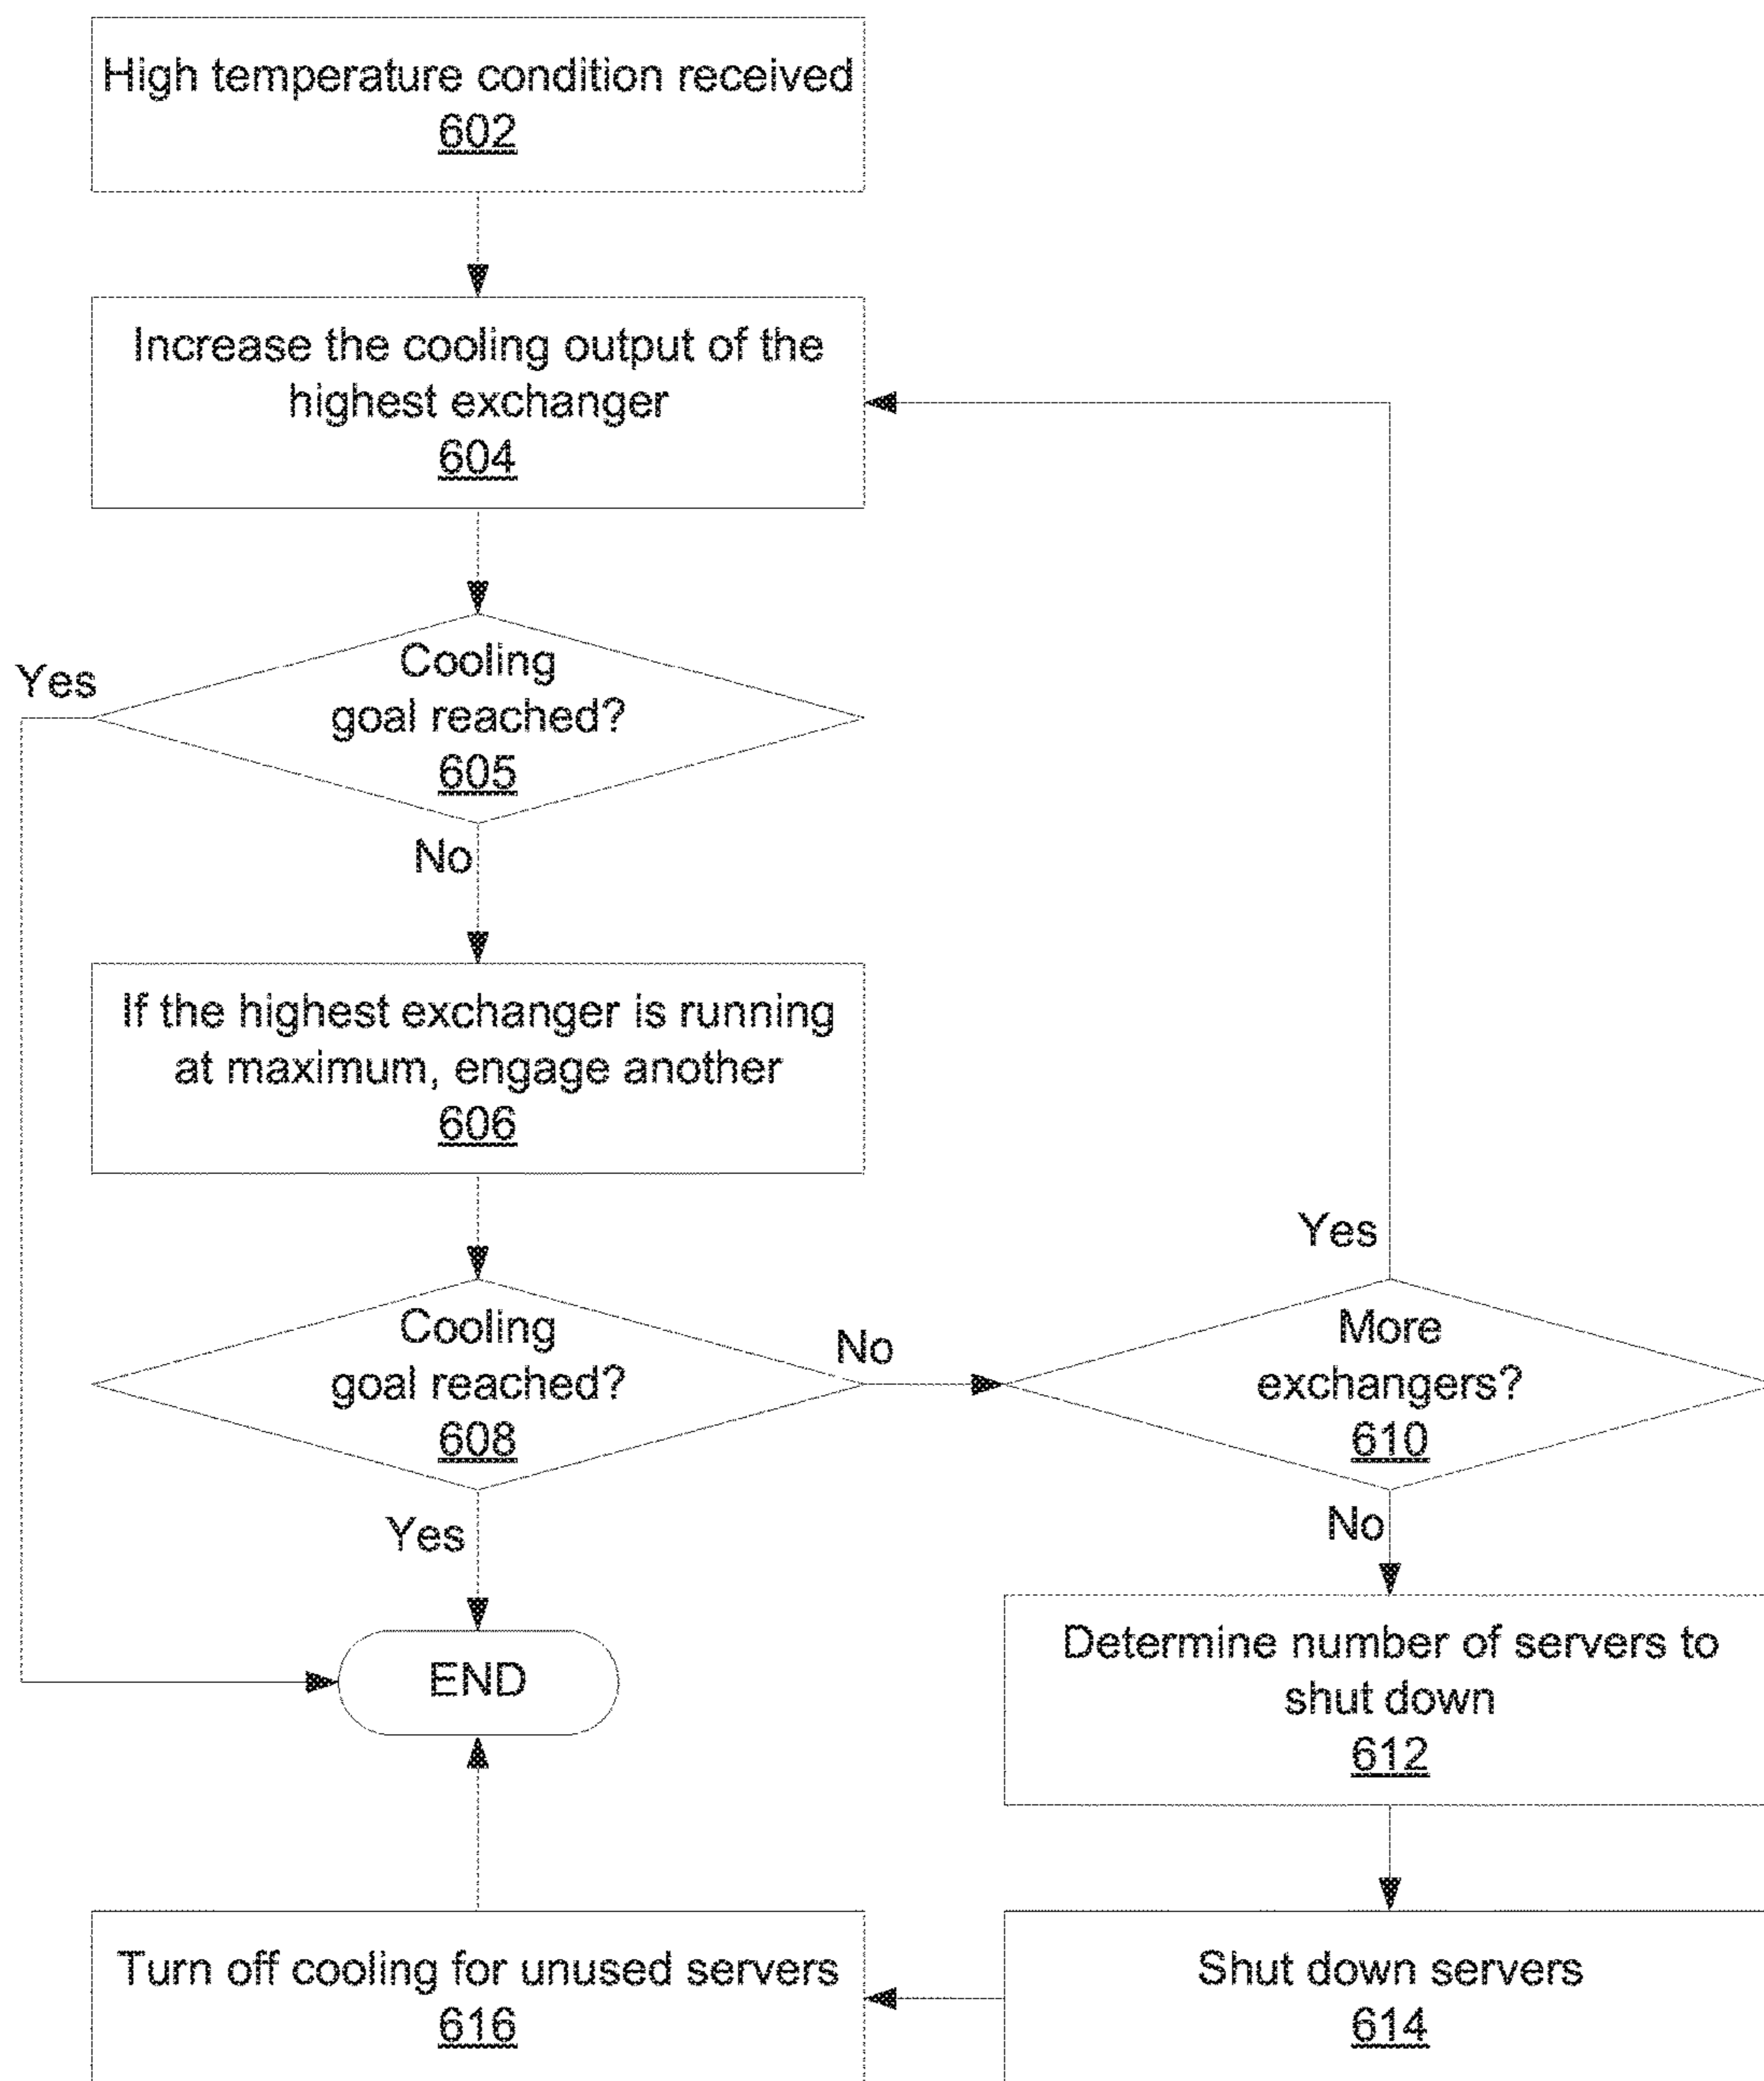 High temperature condition received
602
Increase the cooling output of the
highest exchanger
604
Cooling
goal reached?
605
Yes
No
If the highest exchanger is running
at maximum, engage another
606
Cooling
goal reached?
608
No
Yes
More
exchangers?
610
Yes
No
END
Determine number of servers to
shut down
612
Shut down servers
614
Turn off cooling for unused servers
616